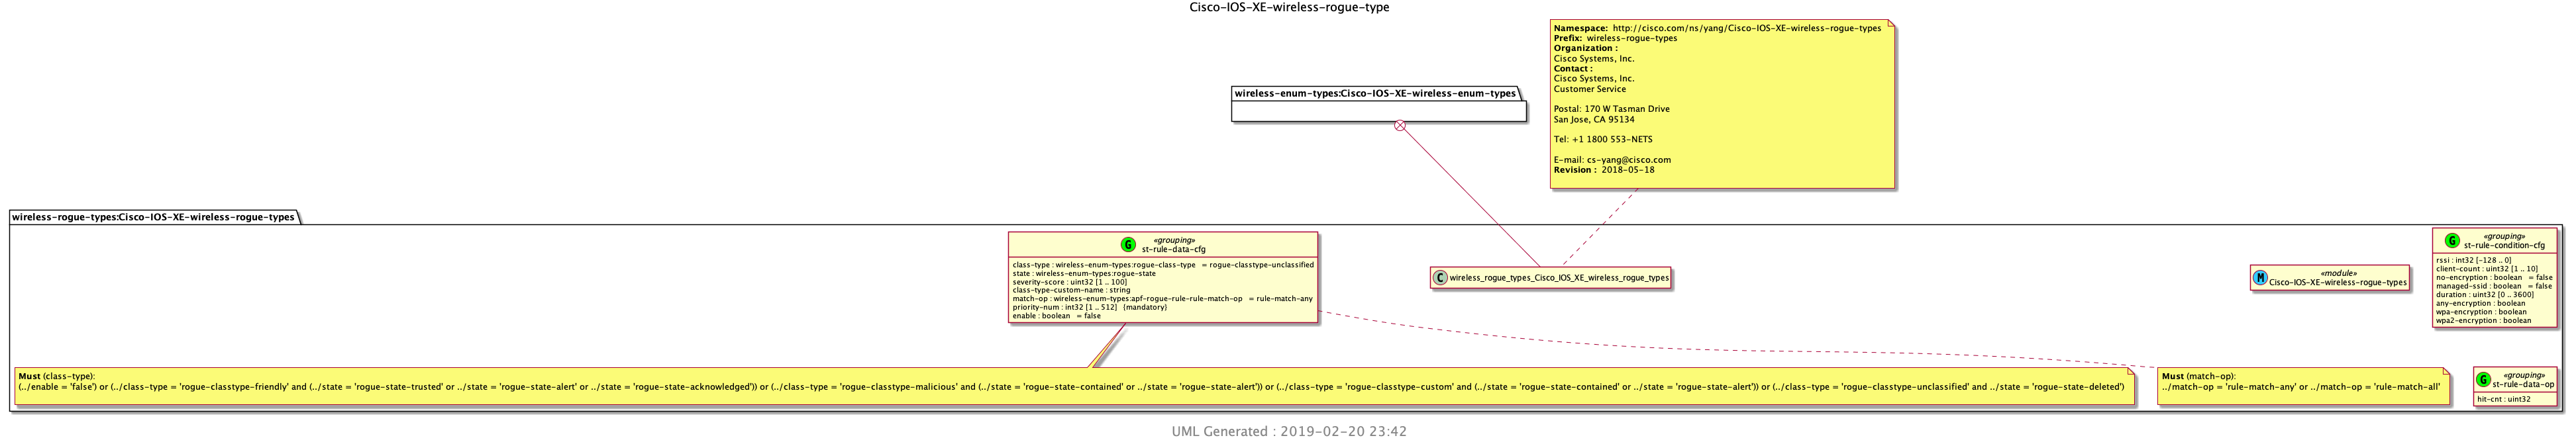 Cisco-IOS-XE-wireless-rogue-type
Namespace: http://cisco.com/ns/yang/Cisco-IOS-XE-wireless-rogue-types
Prefix: wireless-rogue-types
Organization :
Cisco Systems, Inc.
Contact :
Cisco Systems, Inc.
Customer Service
Postal: 170 W Tasman Drive
San Jose, CA 95134
Tel: +1 1800 553-NETS
E-mail: cs-yang@cisco.com
Revision : 2018-05-18
wireless-enum-types:Cisco-IOS-XE-wireless-enum-types
wireless-rogue-types:Cisco-IOS-XE-wireless-rogue-types
G
«grouping»
st-rule-data-cfg
class-type : wireless-enum-types:rogue-class-type = rogue-classtype-unclassified
state : wireless-enum-types:rogue-state
severity-score : uint32 [1 .. 100]
class-type-custom-name : string
match-op : wireless-enum-types:apf-rogue-rule-rule-match-op = rule-match-any
priority-num : int32 [1 .. 512] {mandatory}
enable : boolean = false
C wireless_rogue_types_Cisco_IOS_XE_wireless_rogue_types
M
«module»
Cisco-IOS-XE-wireless-rogue-types
G
«grouping»
st-rule-condition-cfg
rssi : int32 [-128 .. 0]
client-count : uint32 [1 .. 10]
no-encryption : boolean = false
managed-ssid : boolean = false
duration : uint32 [0 .. 3600]
any-encryption : boolean
wpa-encryption : boolean
wpa2-encryption : boolean
Must (class-type):
(../enable = 'false') or (../class-type = 'rogue-classtype-friendly' and (../state = 'rogue-state-trusted' or ../state = 'rogue-state-alert' or ../state = 'rogue-state-acknowledged')) or (../class-type = 'rogue-classtype-malicious' and (../state = 'rogue-state-contained' or ../state = 'rogue-state-alert')) or (../class-type = 'rogue-classtype-custom' and (../state = 'rogue-state-contained' or ../state = 'rogue-state-alert')) or (../class-type = 'rogue-classtype-unclassified' and ../state = 'rogue-state-deleted')
Must (match-op):
../match-op = 'rule-match-any' or ../match-op = 'rule-match-all'
G
«grouping»
st-rule-data-op
hit-cnt : uint32
UML Generated : 2019-02-20 23:42